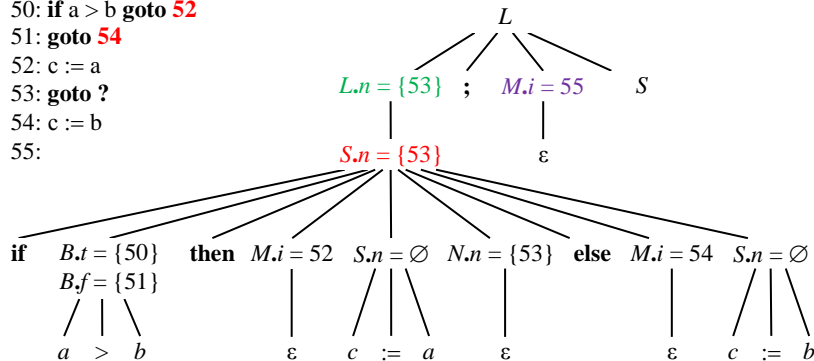 50: if a > b goto 52
51: goto 54
52: c := a
53: goto ?
54: c := b
55:
L
L.n = {53} ; M.i = 55 S
S.n = {53} ε
if B.t = {50} then M.i = 52 S.n = ∅ N.n = {53} else M.i = 54 S.n = ∅
B.f = {51}
a > b ε c := a ε ε c := b